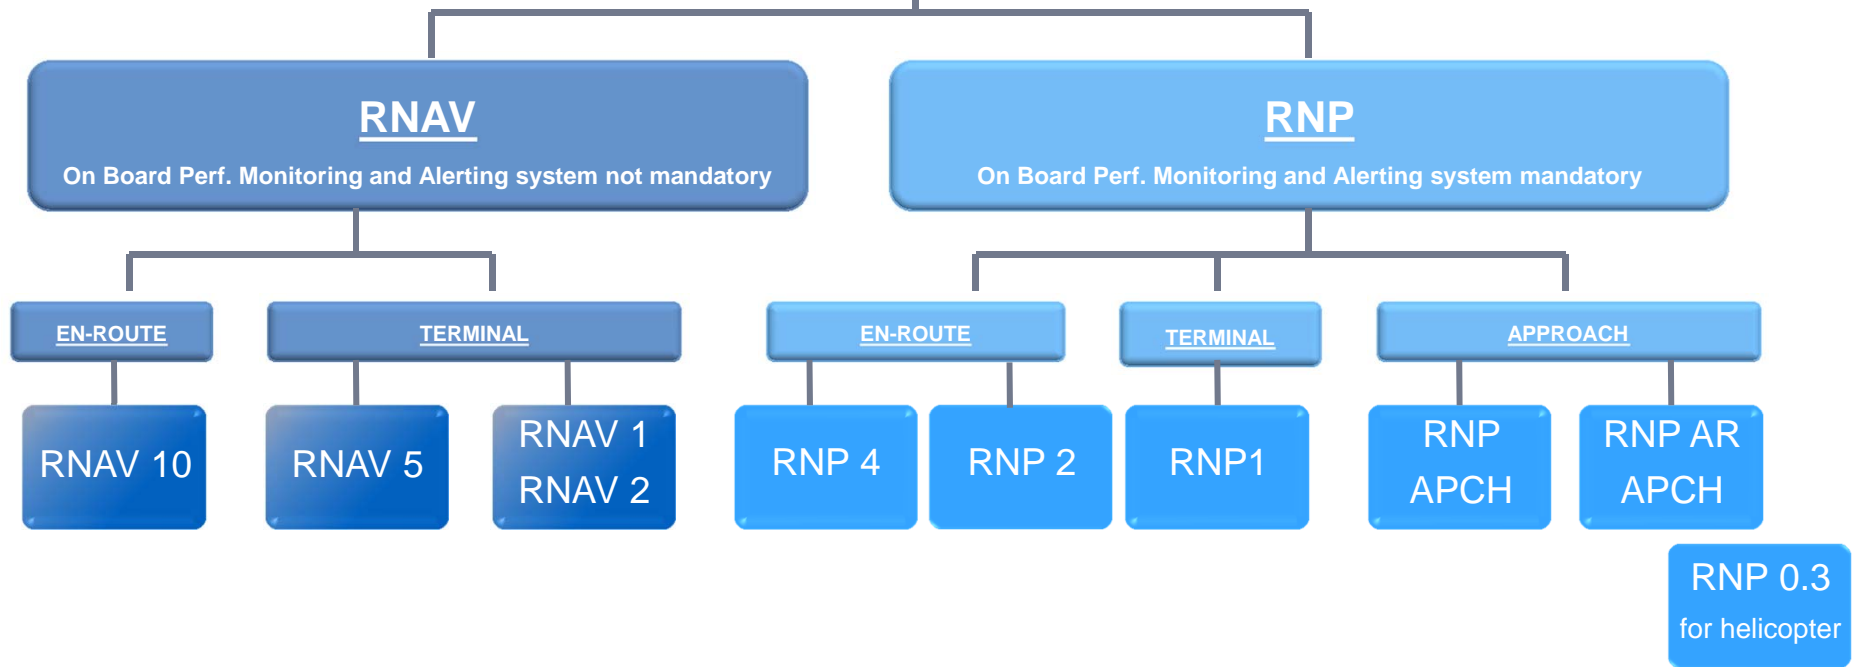 RNAV
On Board Perf. Monitoring and Alerting system not mandatory
RNP
On Board Perf. Monitoring and Alerting system mandatory
EN-ROUTE
TERMINAL
EN-ROUTE
TERMINAL
APPROACH
RNAV 10
RNAV 5
RNAV 1
RNAV 2
RNP 4
RNP 2
RNP1
RNP
APCH
RNP AR
APCH
RNP 0.3
for helicopter